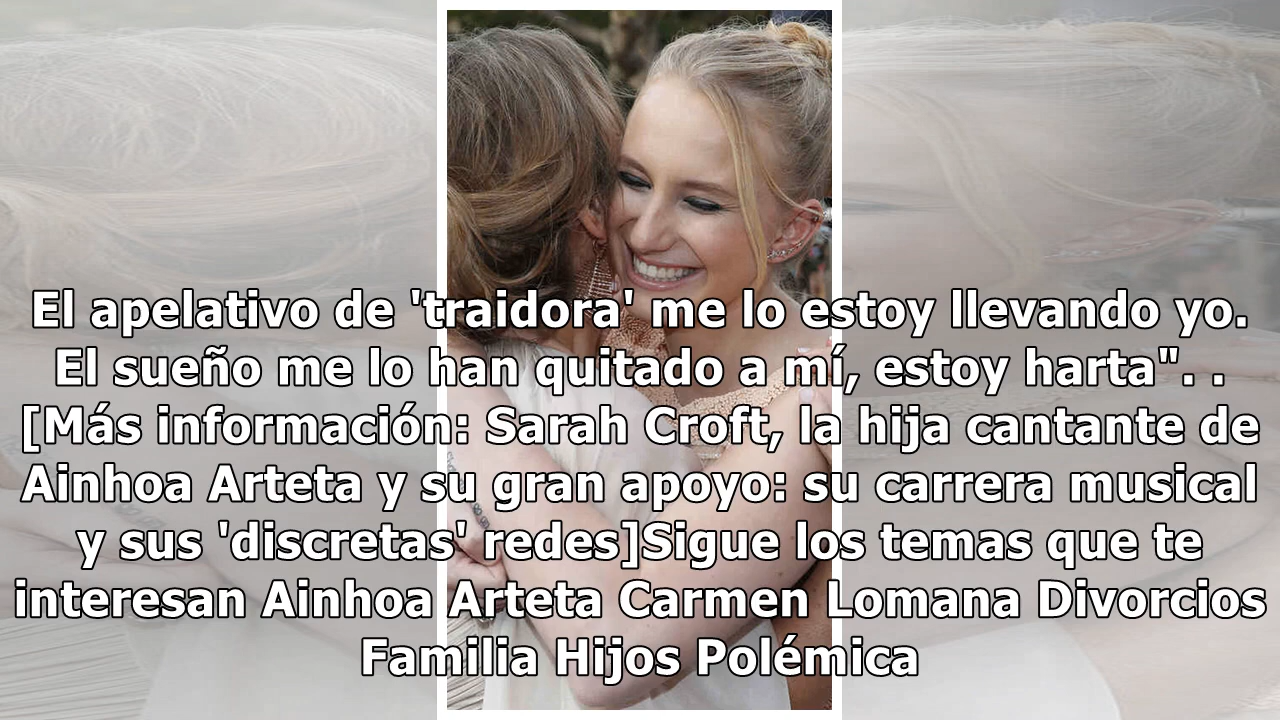 El apelativo de 'traidora' me lo estoy llevando yo.
El sueño me lo han quitado a mí, estoy harta". .
[Más información: Sarah Croft, la hija cantante de
Ainhoa Arteta y su gran apoyo: su carrera musical
y sus 'discretas' redes]Sigue los temas que te
interesan Ainhoa Arteta Carmen Lomana Divorcios
Familia Hijos Polémica